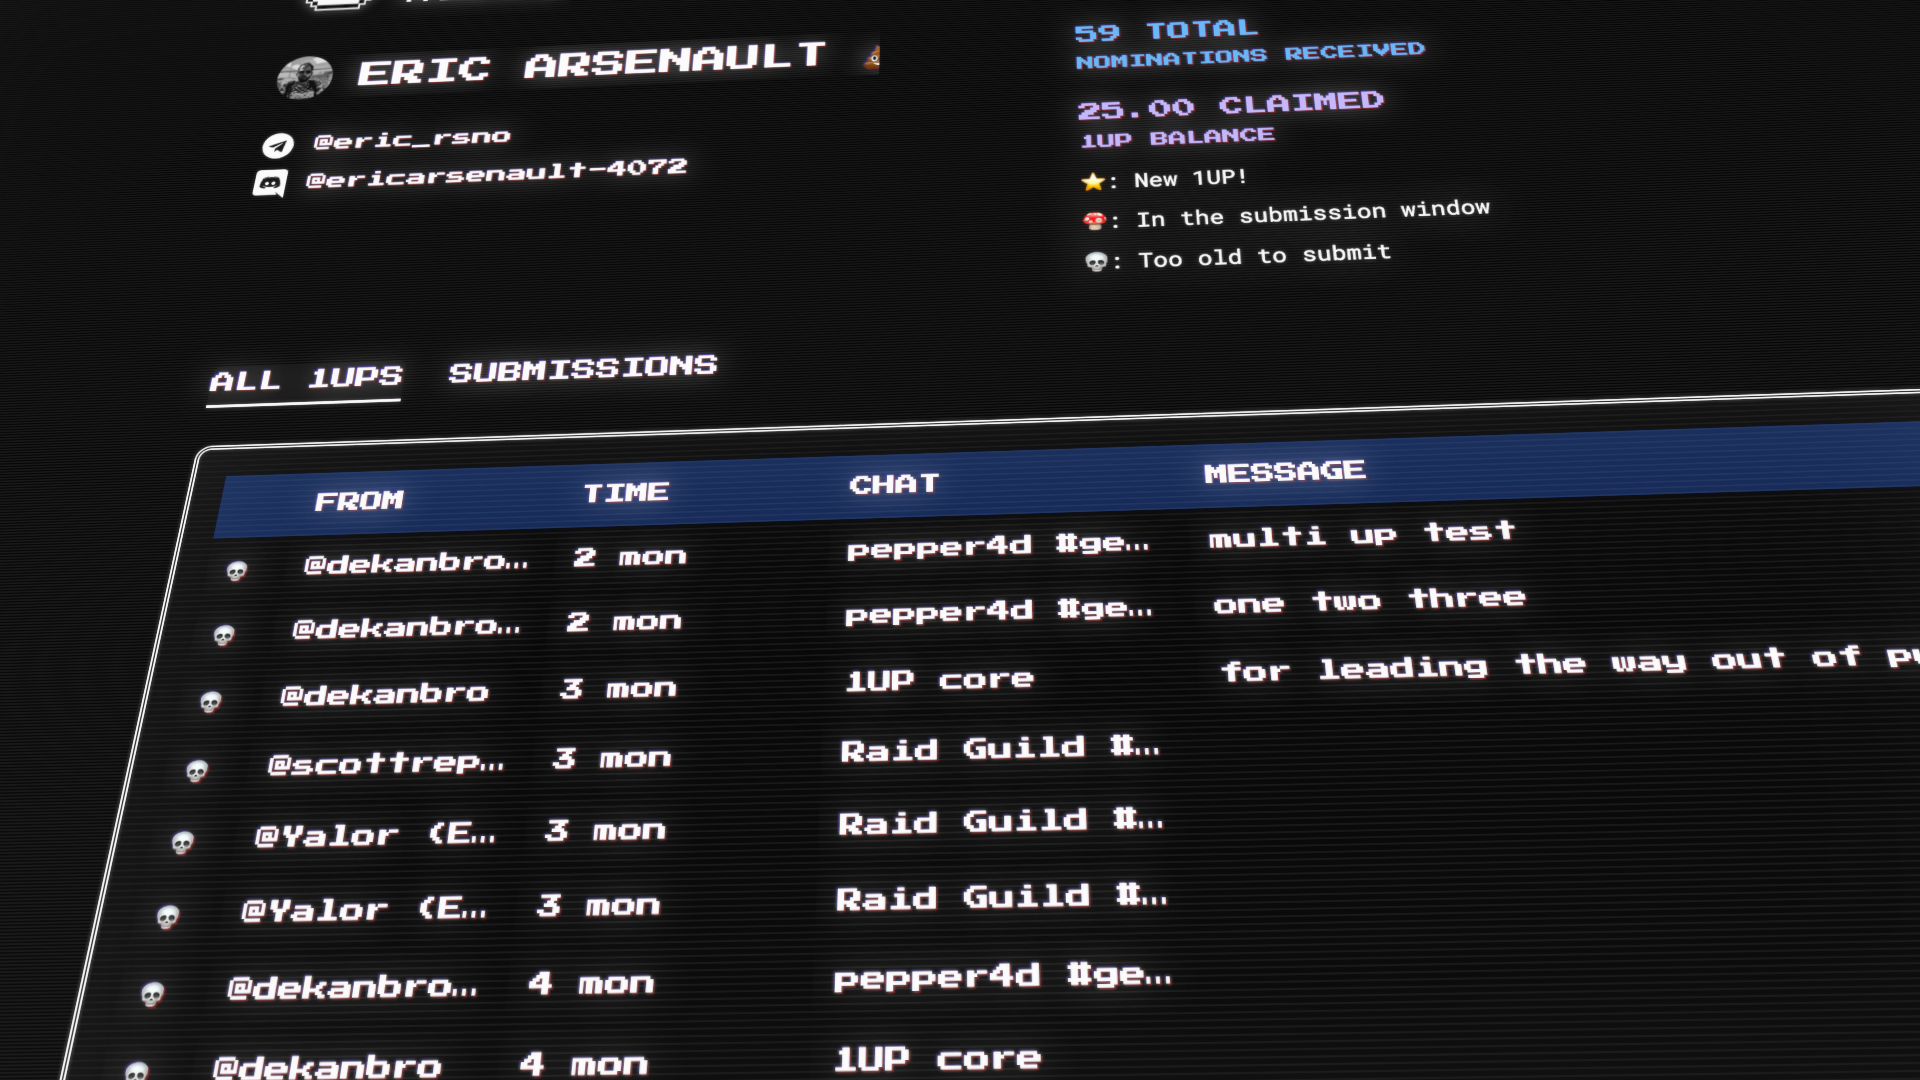 ERIC ARSENAULT 💩
@eric_rsno
@ericarsenault-4072
59 TOTAL
NOMINATIONS RECEIVED
25.00 CLAIMED
1UP BALANCE
⭐: New 1UP!
🍄: In the submission window
💀: Too old to submit
ALL 1UPS SUBMISSIONS
FROM TIME CHAT MESSAGE
💀 @dekanbro… 2 mon pepper4d #ge… multi up test
💀 @dekanbro… 2 mon pepper4d #ge… one two three
💀 @dekanbro 3 mon 1UP core for leading the way out of
💀 @scottrep… 3 mon Raid Guild #…
💀 @Yalor (E… 3 mon Raid Guild #…
💀 @Yalor (E… 3 mon Raid Guild #…
💀 @dekanbro… 4 mon pepper4d #ge…
💀 @dekanbro 4 mon 1UP core